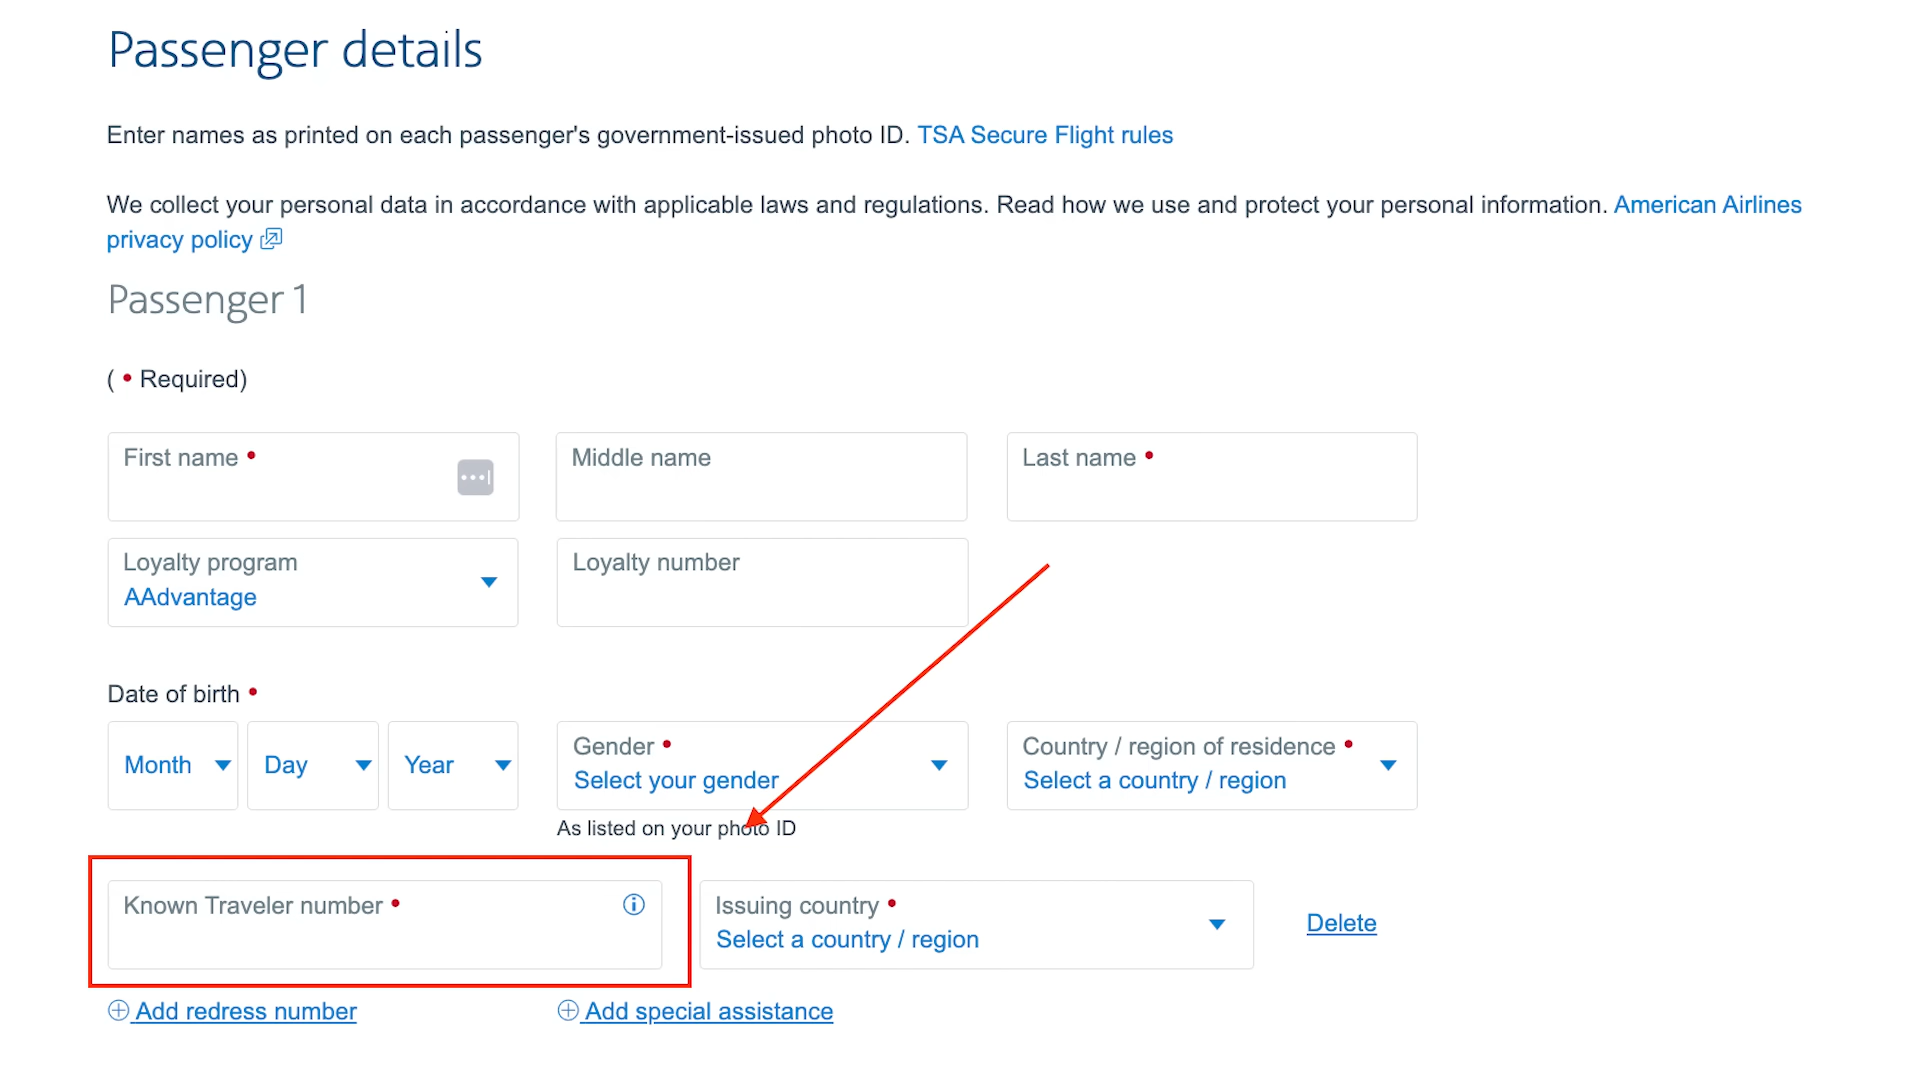 Passenger details
Enter names as printed on each passenger's government-issued photo ID. TSA Secure Flight rules
We collect your personal data in accordance with applicable laws and regulations. Read how we use and protect your personal information. American Airlines
privacy policy
Passenger 1
( • Required)
First name •
Middle name
Last name •
Loyalty program
AAdvantage
Loyalty number
Date of birth •
Month
Day
Year
Gender •
Select your gender
Country / region of residence •
Select a country / region
As listed on your photo ID
Known Traveler number •
Issuing country •
Select a country / region
Delete
Add redress number
Add special assistance